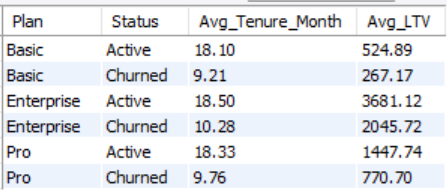 Plan Status Avg_Tenure_Month Avg_LTV
Basic Active 18.10 524.89
Basic Churned 9.21 267.17
Enterprise Active 18.50 3681.12
Enterprise Churned 10.28 2045.72
Pro Active 18.33 1447.74
Pro Churned 9.76 770.70